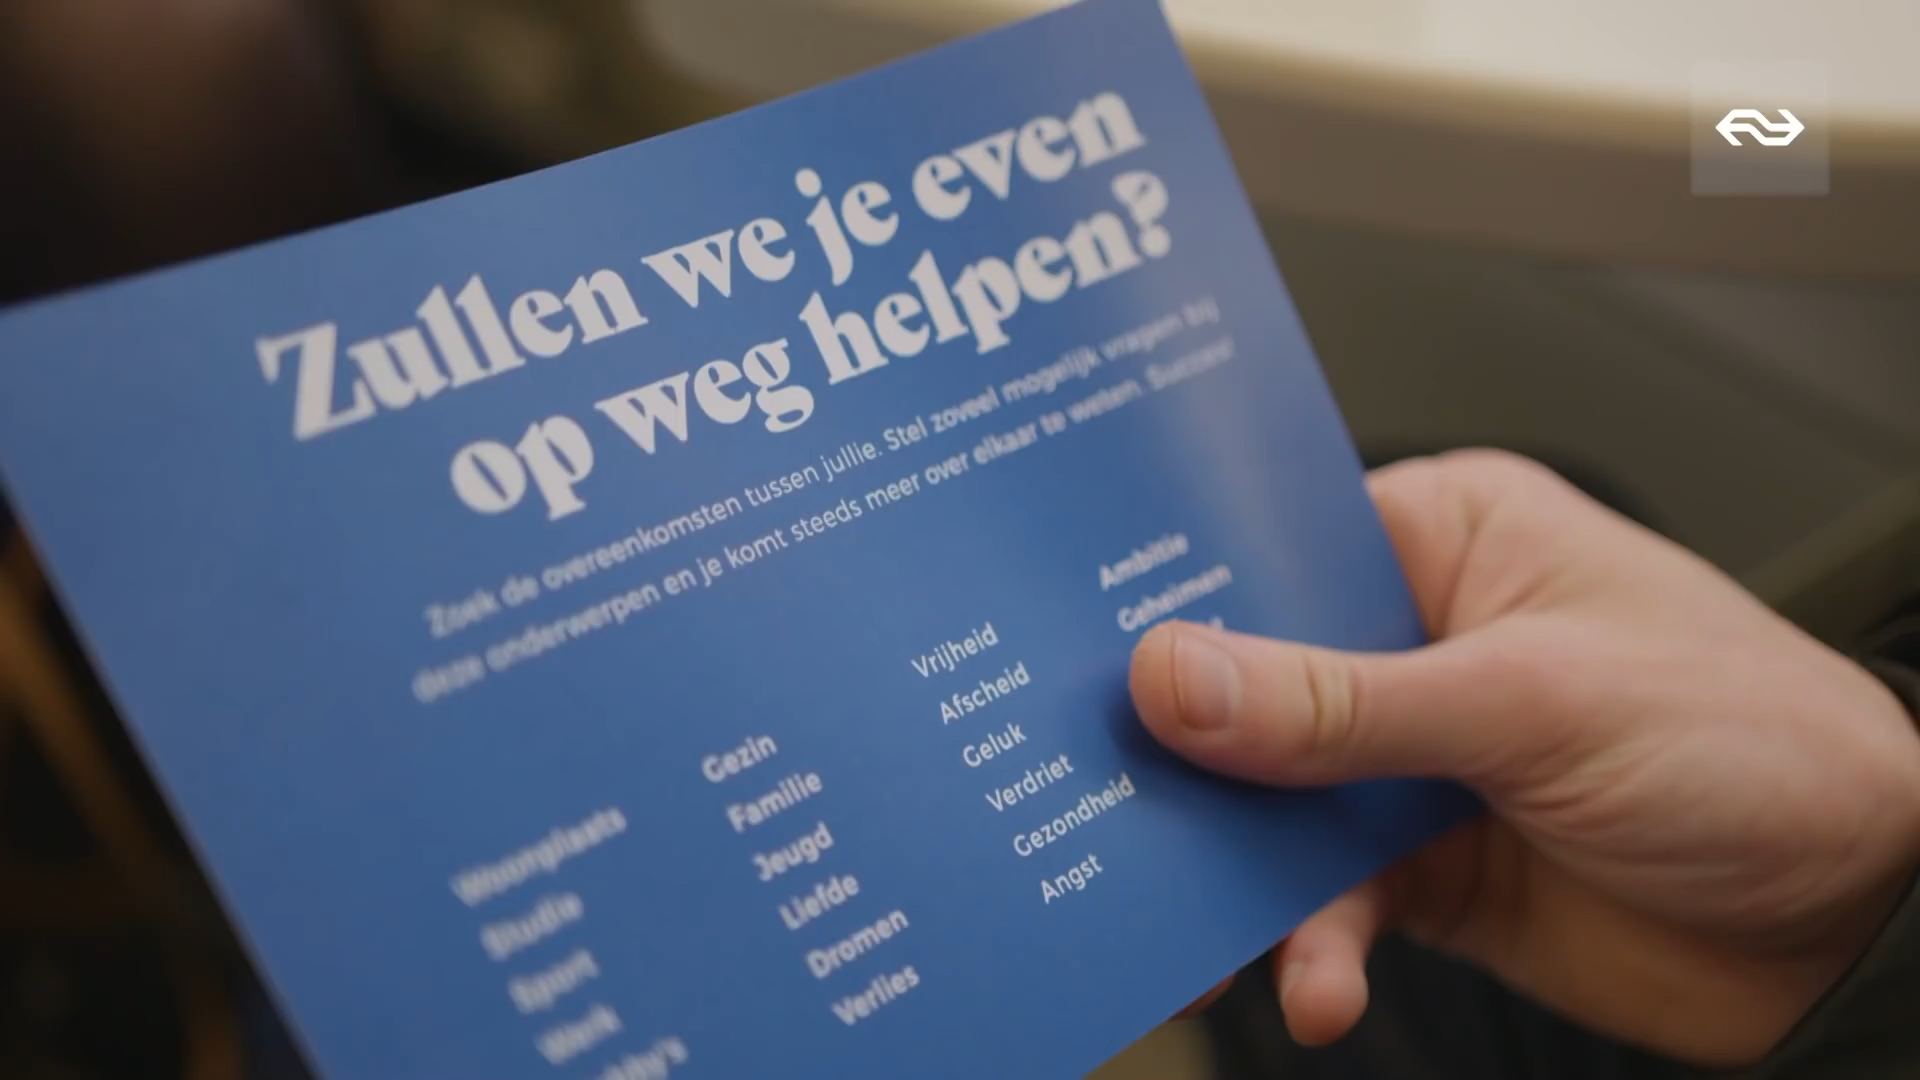 Zullen we je even
op weg helpen?
Zoek de overeenkomsten tussen jullie. Stel zoveel mogelijk vragen bij
deze onderwerpen en je komt steeds meer over elkaar te weten. Succes!
Woonplaats
Studie
Sport
Werk
Gezin
Familie
Jeugd
Liefde
Dromen
Verlies
Vrijheid
Afscheid
Geluk
Verdriet
Gezondheid
Angst
Ambitie
Geheimen